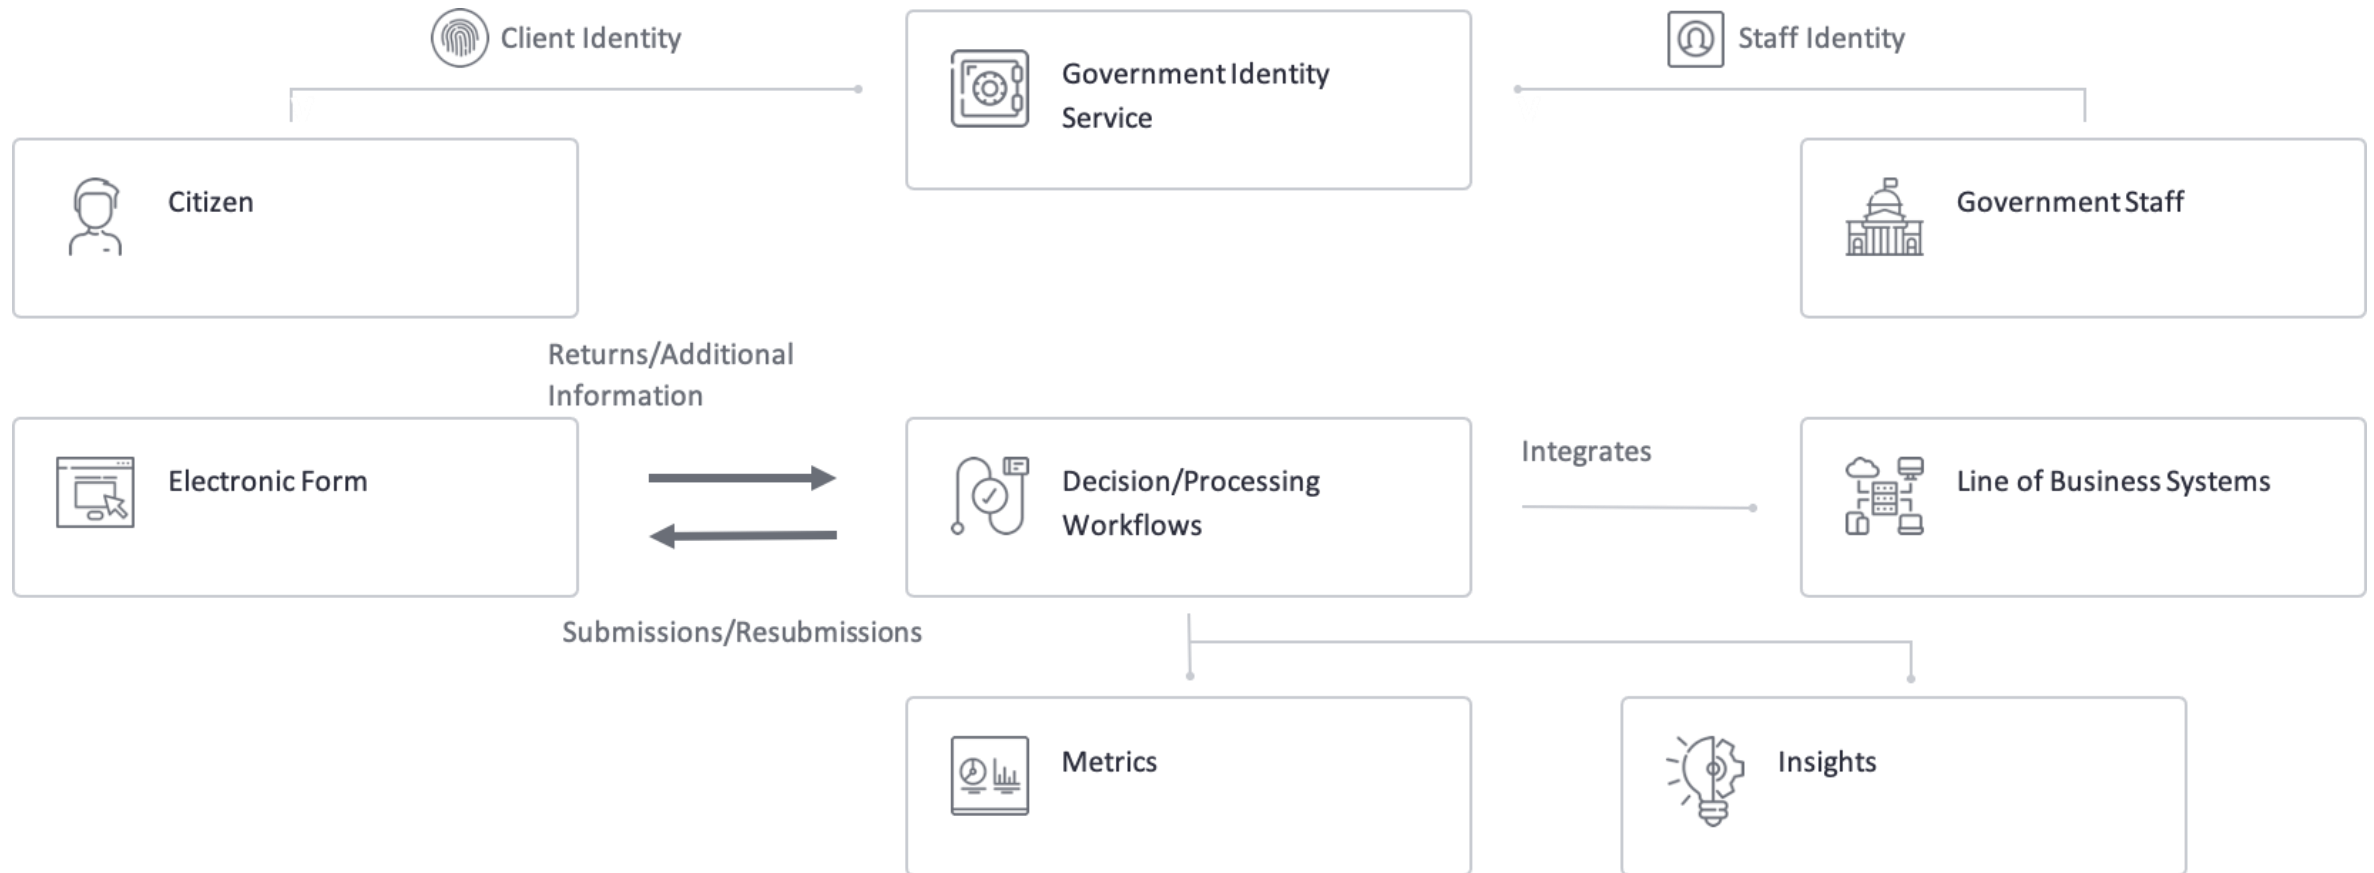 Client Identity
Government Identity
Service
Staff Identity
Citizen
Government Staff
Returns/Additional
Information
Electronic Form
Decision/Processing
Workflows
Integrates
Line of Business Systems
Submissions/Resubmissions
Metrics
Insights